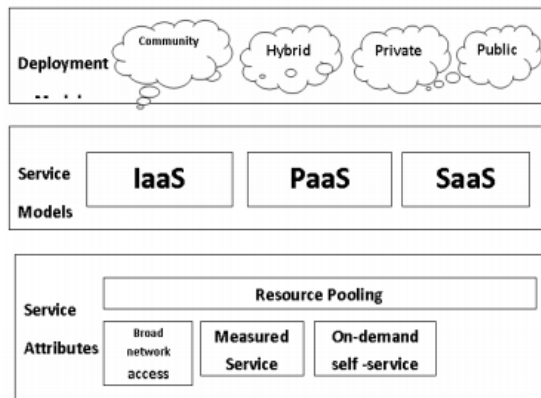 Community
Hybrid
Private
Public
Deployment
Service
Models
IaaS
PaaS
SaaS
Resource Pooling
Service
Attributes
Broad
network
access
Measured
Service
On-demand
self -service